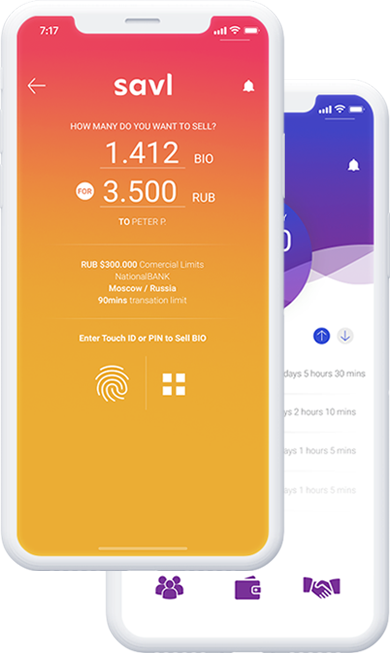 7:17
savl
HOW MANY DO YOU WANT TO SELL?
1.412 BIO
FOR 3.500 RUB
TO PETER P.
RUB $300.000 Comercial Limits
NationalBANK
Moscow / Russia
90mins transation limit
Enter Touch ID or PIN to Sell BIO
days 5 hours 30 mins
ys 2 hours 10 mins
days 1 hours 5 mins
ays 1 hours 5 mins